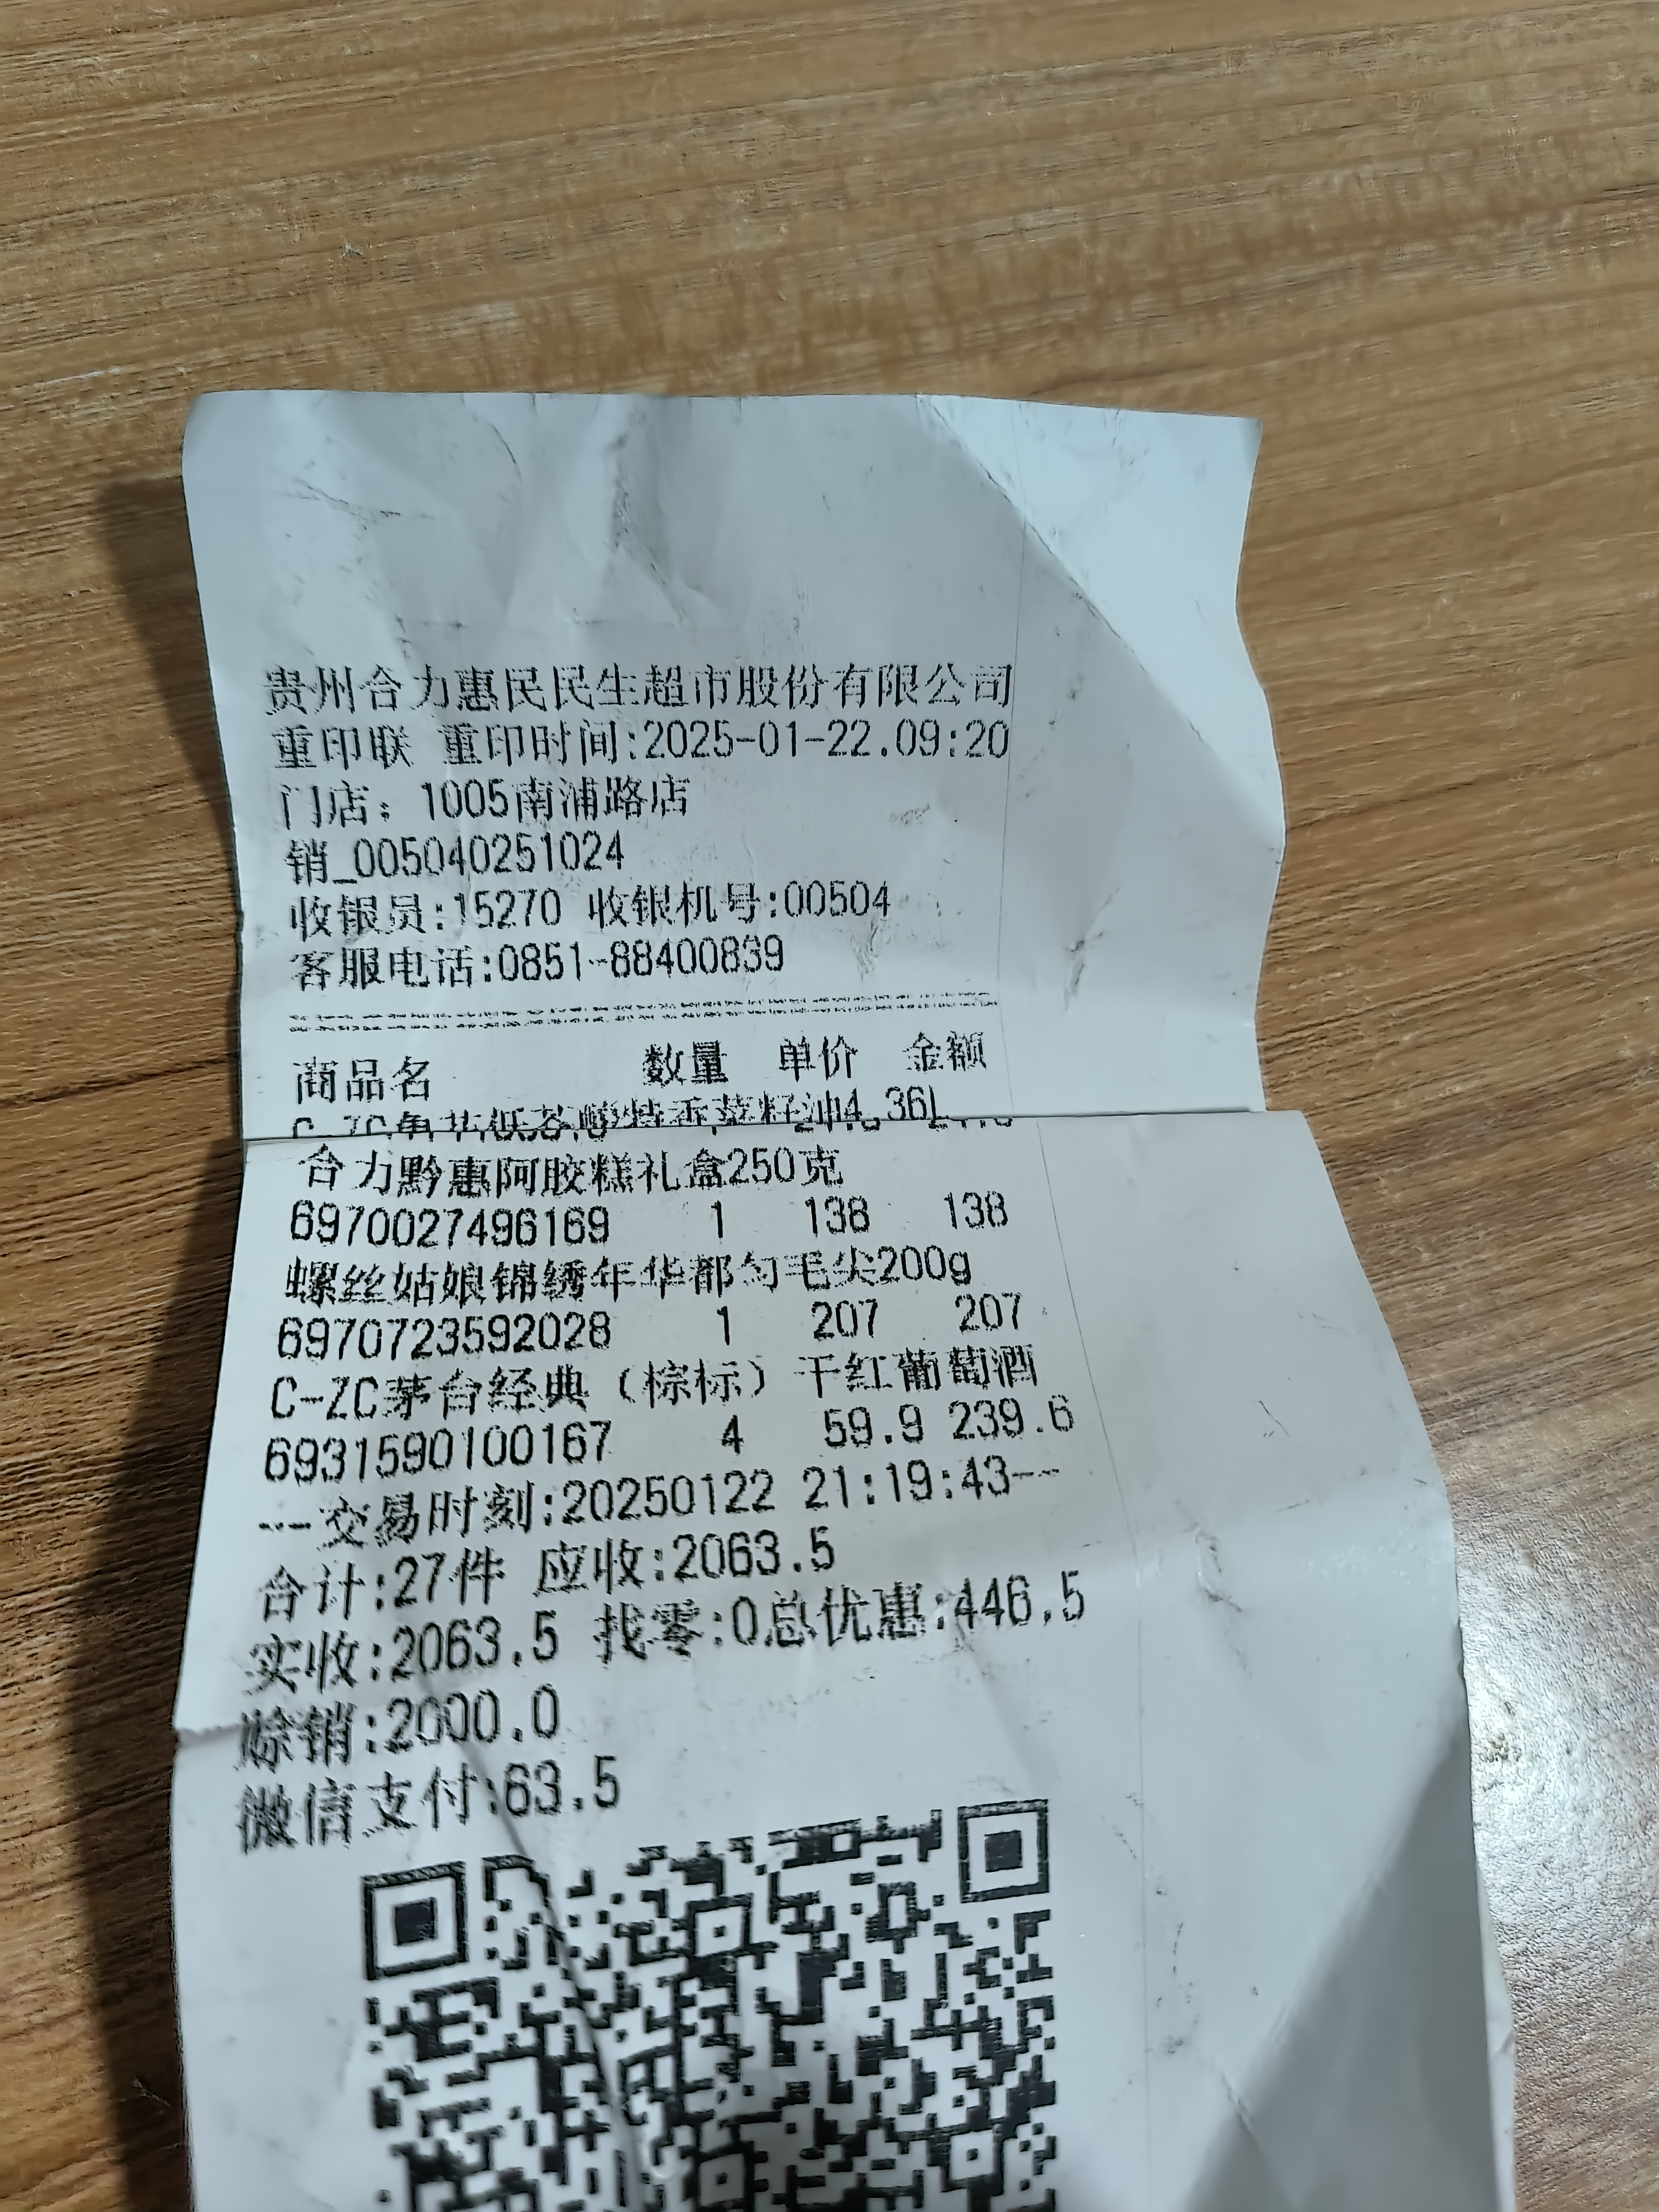 贵州合力惠民民生超市股份有限公司
重印联 重印时间:2025-01-22.09:20
门店：1005南浦路店
销_005040251024
收银员:15270 收银机号:00504
客服电话:0851-88400839
商品名 数量 单价 金额
菜籽油4.36L
合力黔惠阿胶糕礼盒250克
6970027496169 1 138 138
螺丝姑娘锦绣年华都匀毛尖200g
6970723592028 1 207 207
C-ZC茅台经典（棕标）干红葡萄酒
6931590100167 4 59.9 239.6
---交易时刻:20250122 21:19:43---
合计:27件 应收:2063.5
实收:2063.5 找零:0总优惠:446.5
赊销:2000.0
微信支付:63.5